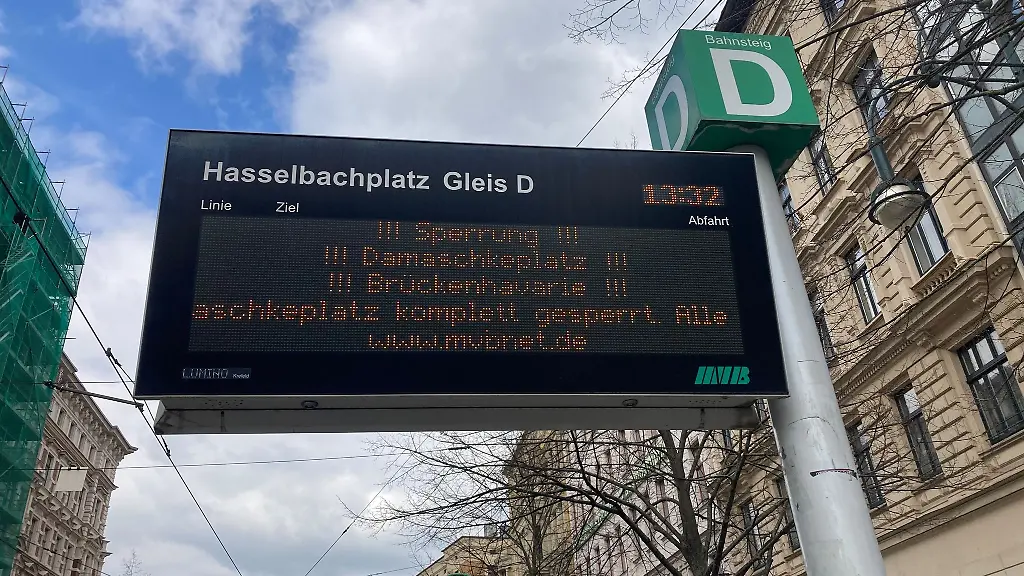 Bahnsteig
D
D
Hasselbachplatz Gleis D
13:32
Linie Ziel Abfahrt
!!! Sperrung !!!
!!! Damaschkeplatz !!!
!!! Brückenhavarie !!!
aschkeplatz komplett gesperrt. Alle
www.mvbnet.de
LUMINO Krefeld
MVB